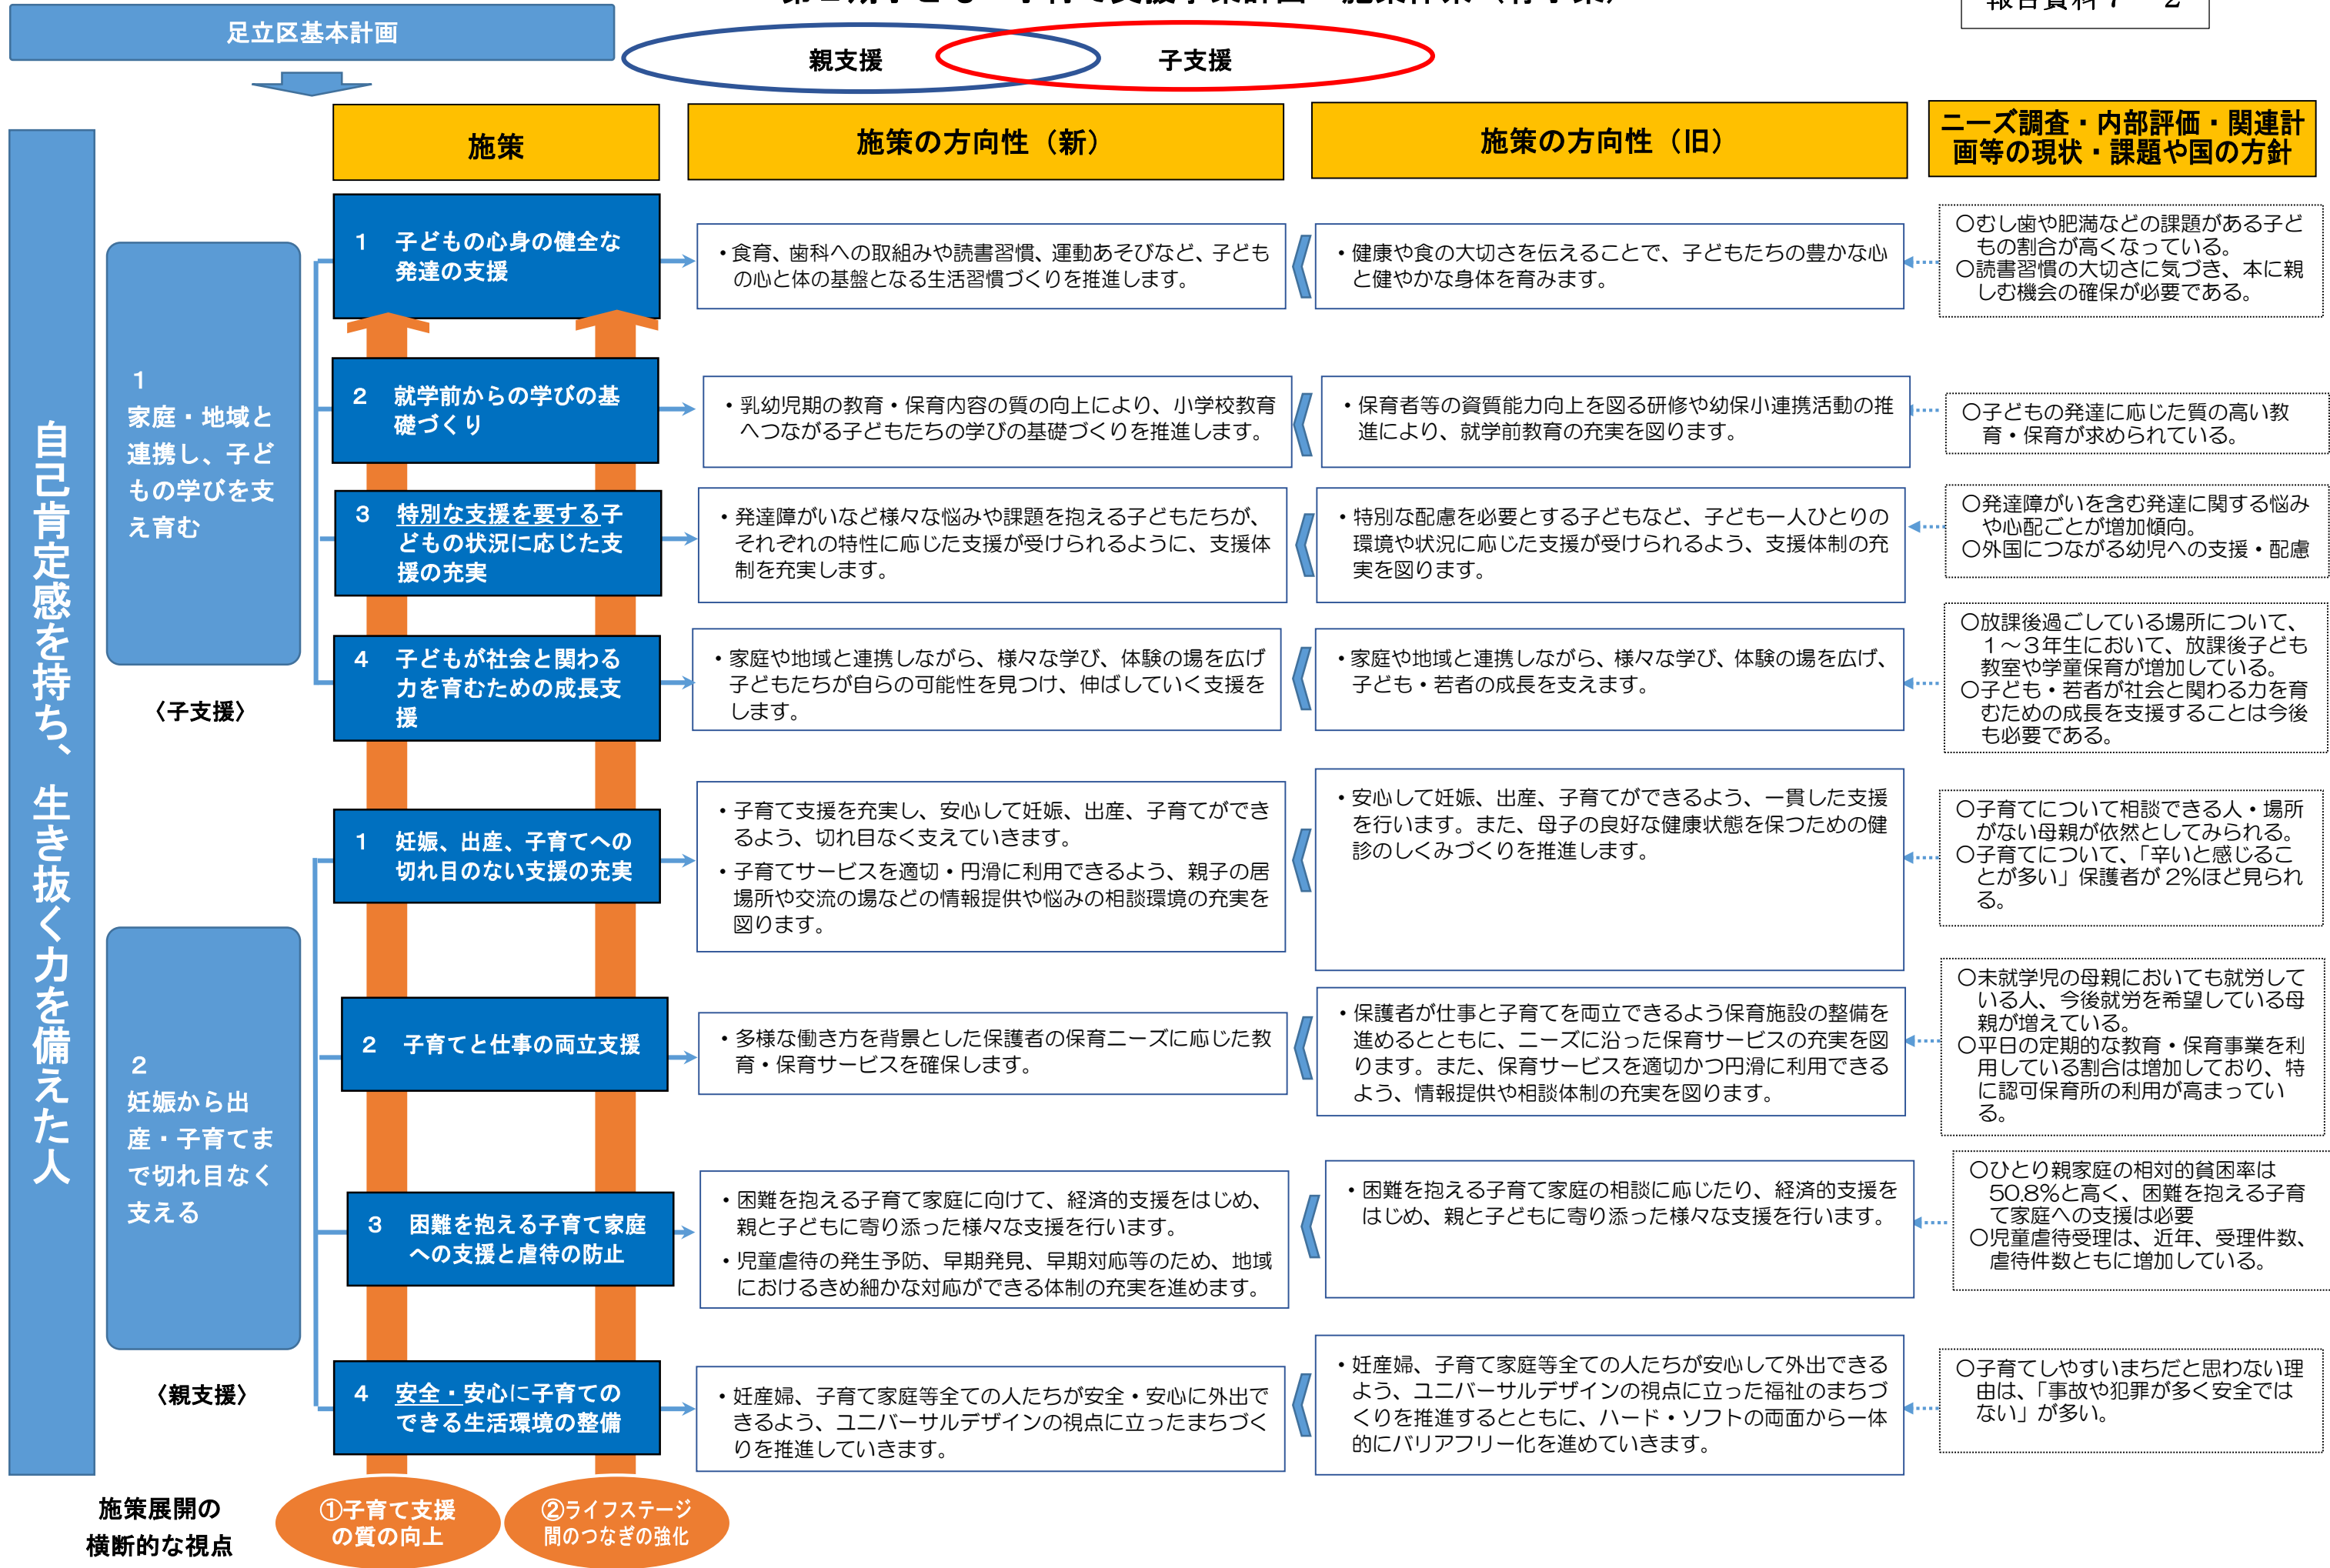 足立区基本計画
親支援
子支援
施策
施策の方向性（新）
施策の方向性（旧）
ニーズ調査・内部評価・関連計
画等の現状・課題や国の方針
自己肯定感を持ち、生き抜く力を備えた人
1
家庭・地域と
連携し、子ど
もの学びを支
え育む
〈子支援〉
1　子どもの心身の健全な
発達の支援
・食育、歯科への取組みや読書習慣、運動あそびなど、子ども
の心と体の基盤となる生活習慣づくりを推進します。
・健康や食の大切さを伝えることで、子どもたちの豊かな心
と健やかな身体を育みます。
〇むし歯や肥満などの課題がある子ど
もの割合が高くなっている。
〇読書習慣の大切さに気づき、本に親
しむ機会の確保が必要である。
2　就学前からの学びの基
礎づくり
・乳幼児期の教育・保育内容の質の向上により、小学校教育
へつながる子どもたちの学びの基礎づくりを推進します。
・保育者等の資質能力向上を図る研修や幼保小連携活動の推
進により、就学前教育の充実を図ります。
〇子どもの発達に応じた質の高い教
育・保育が求められている。
3　特別な支援を要する子
どもの状況に応じた支
援の充実
・発達障がいなど様々な悩みや課題を抱える子どもたちが、
それぞれの特性に応じた支援が受けられるように、支援体
制を充実します。
・特別な配慮を必要とする子どもなど、子ども一人ひとりの
環境や状況に応じた支援が受けられるよう、支援体制の充
実を図ります。
〇発達障がいを含む発達に関する悩み
や心配ごとが増加傾向。
〇外国につながる幼児への支援・配慮
4　子どもが社会と関わる
力を育むための成長支
援
・家庭や地域と連携しながら、様々な学び、体験の場を広げ
子どもたちが自らの可能性を見つけ、伸ばしていく支援を
します。
・家庭や地域と連携しながら、様々な学び、体験の場を広げ、
子ども・若者の成長を支えます。
〇放課後過ごしている場所について、
1～3年生において、放課後子ども
教室や学童保育が増加している。
〇子ども・若者が社会と関わる力を育
むための成長を支援することは今後
も必要である。
2
妊娠から出
産・子育てま
で切れ目なく
支える
〈親支援〉
1　妊娠、出産、子育てへの
切れ目のない支援の充実
・子育て支援を充実し、安心して妊娠、出産、子育てができ
るよう、切れ目なく支えていきます。
・子育てサービスを適切・円滑に利用できるよう、親子の居
場所や交流の場などの情報提供や悩みの相談環境の充実を
図ります。
・安心して妊娠、出産、子育てができるよう、一貫した支援
を行います。また、母子の良好な健康状態を保つための健
診のしくみづくりを推進します。
〇子育てについて相談できる人・場所
がない母親が依然としてみられる。
〇子育てについて、「辛いと感じるこ
とが多い」保護者が2％ほど見られ
る。
2　子育てと仕事の両立支援
・多様な働き方を背景とした保護者の保育ニーズに応じた教
育・保育サービスを確保します。
・保護者が仕事と子育てを両立できるよう保育施設の整備を
進めるとともに、ニーズに沿った保育サービスの充実を図
ります。また、保育サービスを適切かつ円滑に利用できる
よう、情報提供や相談体制の充実を図ります。
〇未就学児の母親においても就労して
いる人、今後就労を希望している母
親が増えている。
〇平日の定期的な教育・保育事業を利
用している割合は増加しており、特
に認可保育所の利用が高まってい
る。
3　困難を抱える子育て家庭
への支援と虐待の防止
・困難を抱える子育て家庭に向けて、経済的支援をはじめ、
親と子どもに寄り添った様々な支援を行います。
・児童虐待の発生予防、早期発見、早期対応等のため、地域
におけるきめ細かな対応ができる体制の充実を進めます。
・困難を抱える子育て家庭の相談に応じたり、経済的支援を
はじめ、親と子どもに寄り添った様々な支援を行います。
〇ひとり親家庭の相対的貧困率は
50.8％と高く、困難を抱える子育
て家庭への支援は必要
〇児童虐待受理は、近年、受理件数、
虐待件数ともに増加している。
4　安全・安心に子育ての
できる生活環境の整備
・妊産婦、子育て家庭等全ての人たちが安全・安心に外出で
きるよう、ユニバーサルデザインの視点に立ったまちづく
りを推進していきます。
・妊産婦、子育て家庭等全ての人たちが安心して外出できる
よう、ユニバーサルデザインの視点に立った福祉のまちづ
くりを推進するとともに、ハード・ソフトの両面から一体
的にバリアフリー化を進めていきます。
〇子育てしやすいまちだと思わない理
由は、「事故や犯罪が多く安全では
ない」が多い。
施策展開の
横断的な視点
①子育て支援
の質の向上
②ライフステージ
間のつなぎの強化